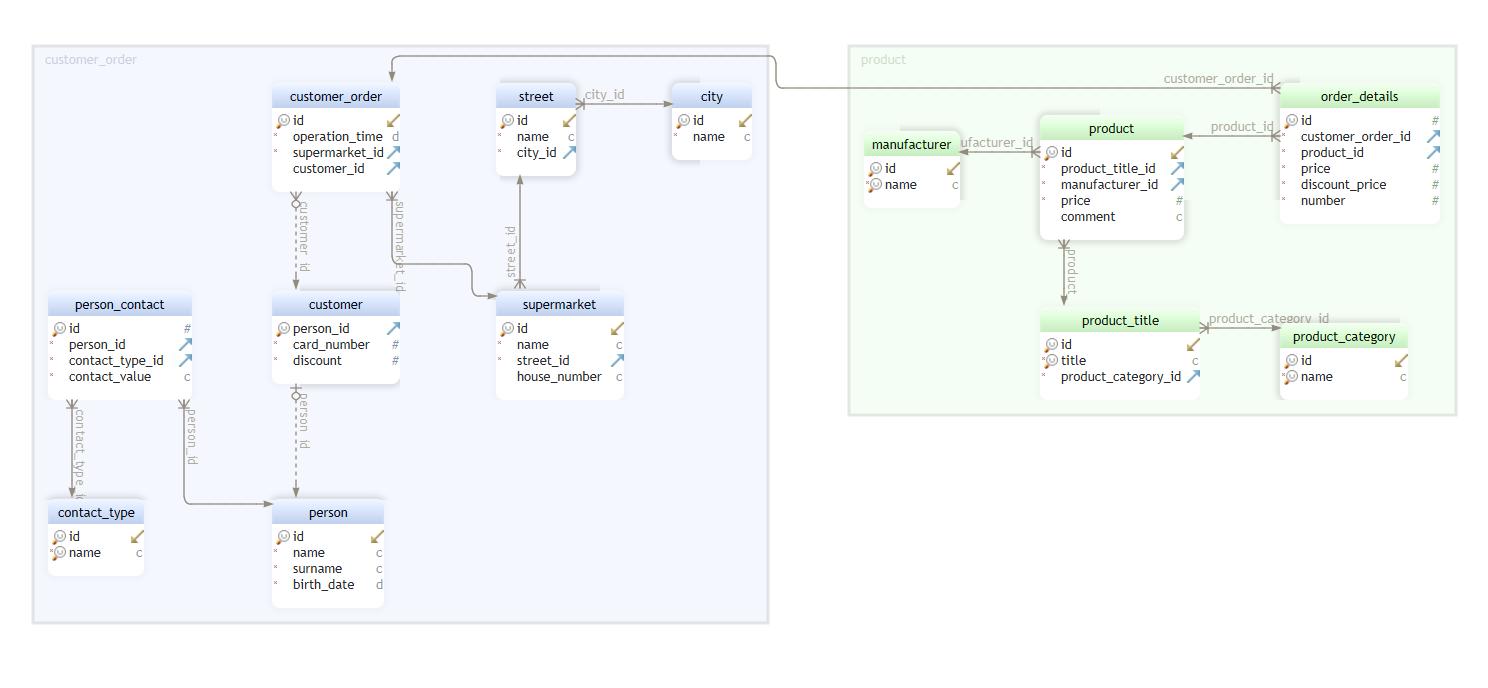 customer_order
customer_order
id
operation_time d
supermarket_id
customer_id
street
id
name c
city_id
city_id
city
id
name c
customer_id
supermarket_id
street_id
person_contact
id #
person_id
contact_type_id
contact_value c
customer
person_id
card_number #
discount #
supermarket
id
name c
street_id
house_number c
person_id
person_id
contact_type
id
name c
person
id
name c
surname c
birth_date d
product
customer_order_id
order_details
id #
customer_order_id
product_id
price #
discount_price #
number #
product_id
product
id
product_title_id
manufacturer_id
price #
comment c
ufacturer_id
manufacturer
id
name c
product
product_title
id
title c
product_category_id
product_category_id
product_category
id
name c